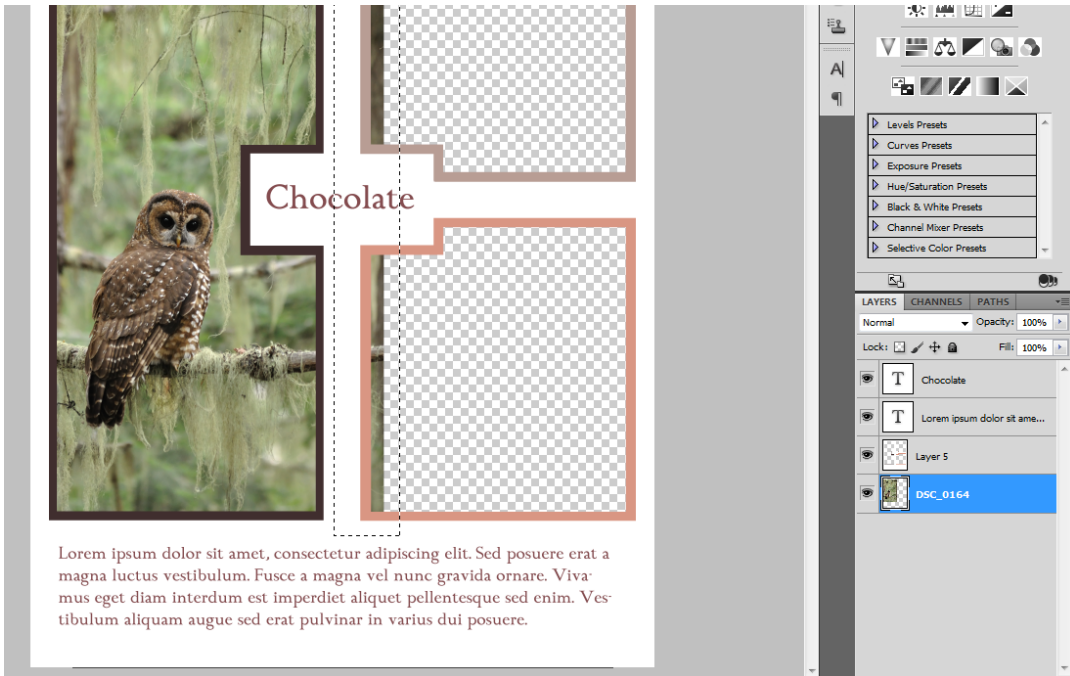 Chocolate
Lorem ipsum dolor sit amet, consectetur adipiscing elit. Sed posuere erat a
magna luctus vestibulum. Fusce a magna vel nunc gravida ornare. Viva-
mus eget diam interdum est imperdiet aliquet pellentesque sed enim. Ves-
tibulum aliquam augue sed erat pulvinar in varius dui posuere.
A
Levels Presets
Curves Presets
Exposure Presets
Hue/Saturation Presets
Black & White Presets
Channel Mixer Presets
Selective Color Presets
LAYERS CHANNELS PATHS
Normal Opacity: 100%
Lock: Fill: 100%
T Chocolate
T Lorem ipsum dolor sit ame...
Layer 5
DSC_0164